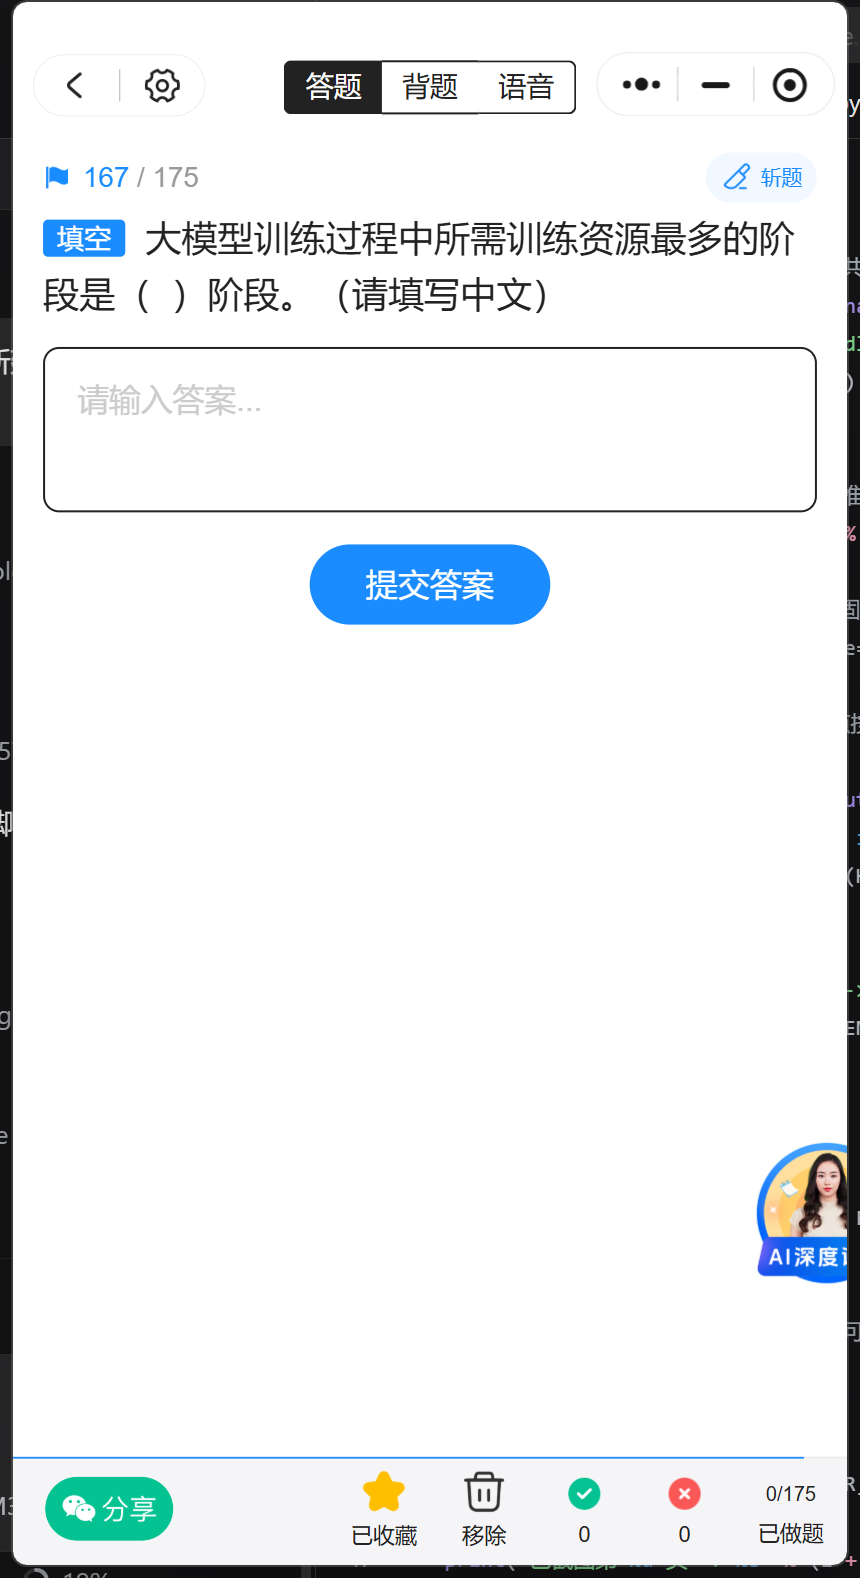 答题 背题 语音
167 / 175
斩题
填空 大模型训练过程中所需训练资源最多的阶
段是（ ）阶段。（请填写中文）
请输入答案...
提交答案
AI深度
分享
已收藏
移除
0
0
0/175
已做题